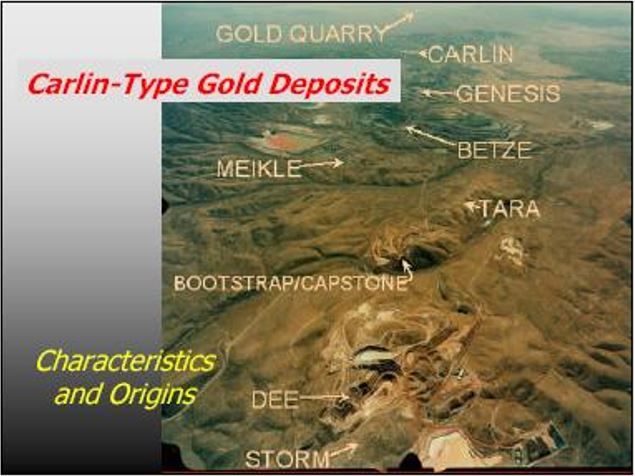 GOLD QUARRY
CARLIN
Carlin-Type Gold Deposits
GENESIS
BETZE
MEIKLE
TARA
BOOTSTRAP/CAPSTONE
Characteristics
and Origins
DEE
STORM